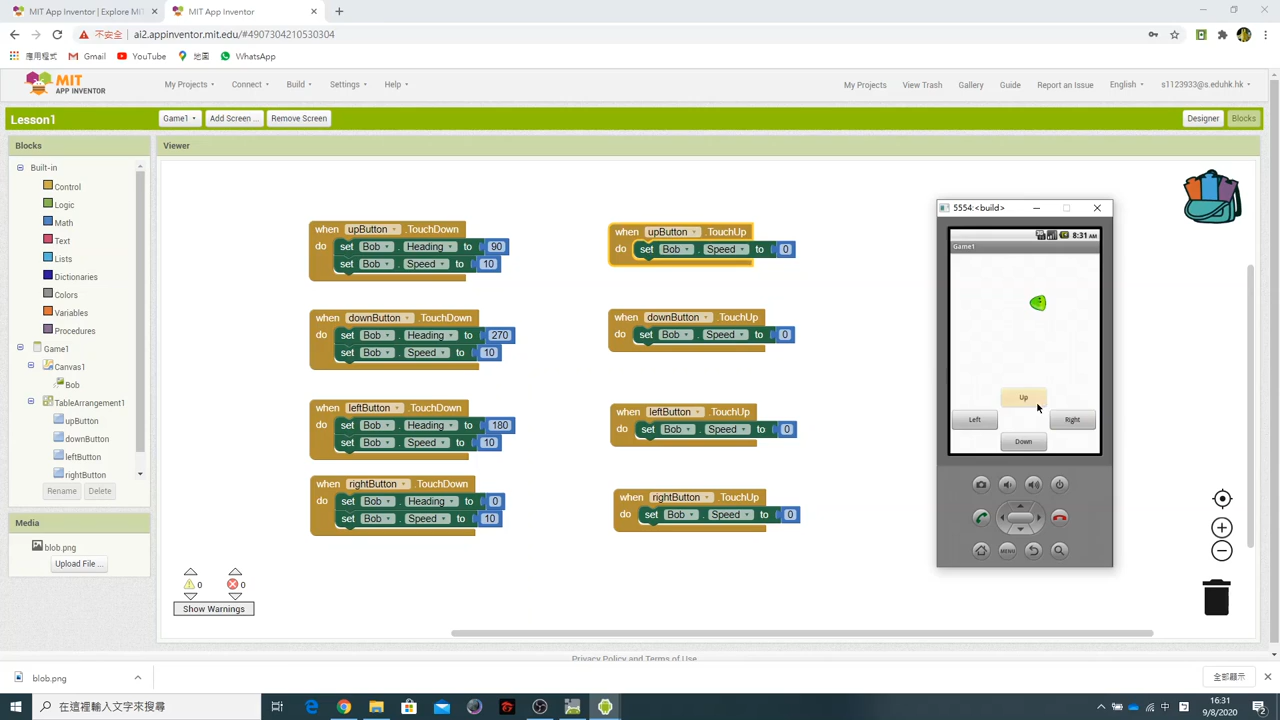 MIT App Inventor | Explore MI
MIT App Inventor
不安全
ai2.appinventor.mit.edu/#4907304210530304
應用程式
Gmail
YouTube
地圖
WhatsApp
MIT
APP INVENTOR
My Projects
Connect
Build
Settings
Help
My Projects
View Trash
Gallery
Guide
Report an Issue
English
s1123933@s.eduhk.hk
Lesson1
Game1
Add Screen ...
Remove Screen
Designer
Blocks
Blocks
Built-in
Control
Logic
Math
Text
Lists
Dictionaries
Colors
Variables
Procedures
Game1
Canvas1
Bob
TableArrangement1
upButton
downButton
leftButton
rightButton
Rename
Delete
Media
blob.png
Upload File ...
Viewer
when upButton .TouchDown
do set Bob . Heading to 90
set Bob . Speed to 10
when downButton .TouchDown
do set Bob . Heading to 270
set Bob . Speed to 10
when leftButton .TouchDown
do set Bob . Heading to 180
set Bob . Speed to 10
when rightButton .TouchDown
do set Bob . Heading to 0
set Bob . Speed to 10
when upButton .TouchUp
do set Bob . Speed to 0
when downButton .TouchUp
do set Bob . Speed to 0
when leftButton .TouchUp
do set Bob . Speed to 0
when rightButton .TouchUp
do set Bob . Speed to 0
0
0
Show Warnings
5554:<build>
8:31 AM
Game1
Up
Left
Right
Down
MENU
Privacy Policy and Terms of Use
blob.png
全部顯示
在這裡輸入文字來搜尋
16:31
9/8/2020
2